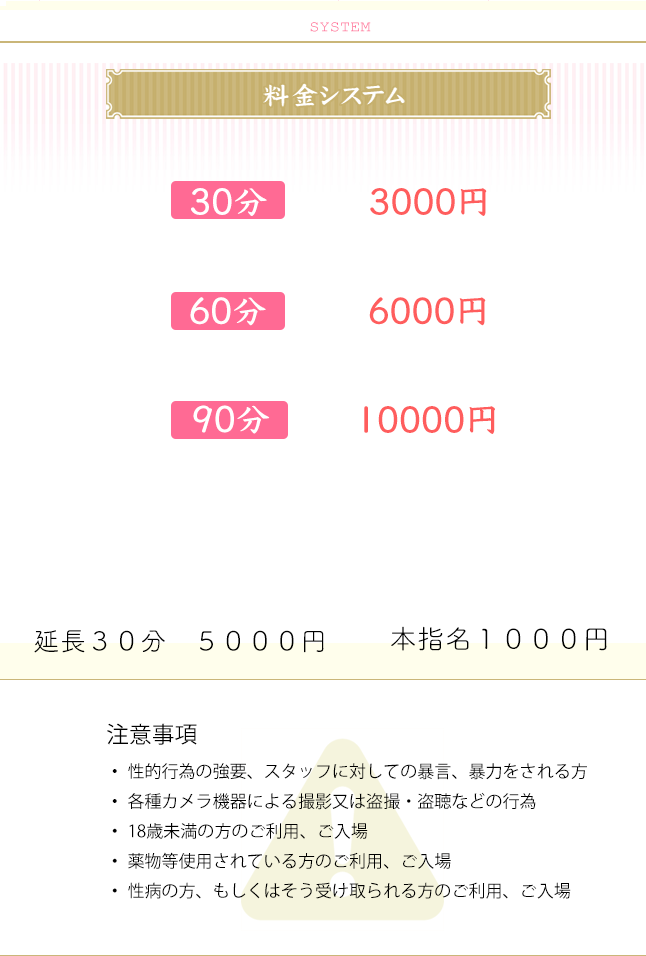 SYSTEM
料金システム
30分 3000円
60分 6000円
90分 10000円
延長３０分　５０００円 本指名１０００円
注意事項
・ 性的行為の強要、スタッフに対しての暴言、暴力をされる方
・ 各種カメラ機器による撮影又は盗撮・盗聴などの行為
・ 18歳未満の方のご利用、ご入場
・ 薬物等使用されている方のご利用、ご入場
・ 性病の方、もしくはそう受け取られる方のご利用、ご入場